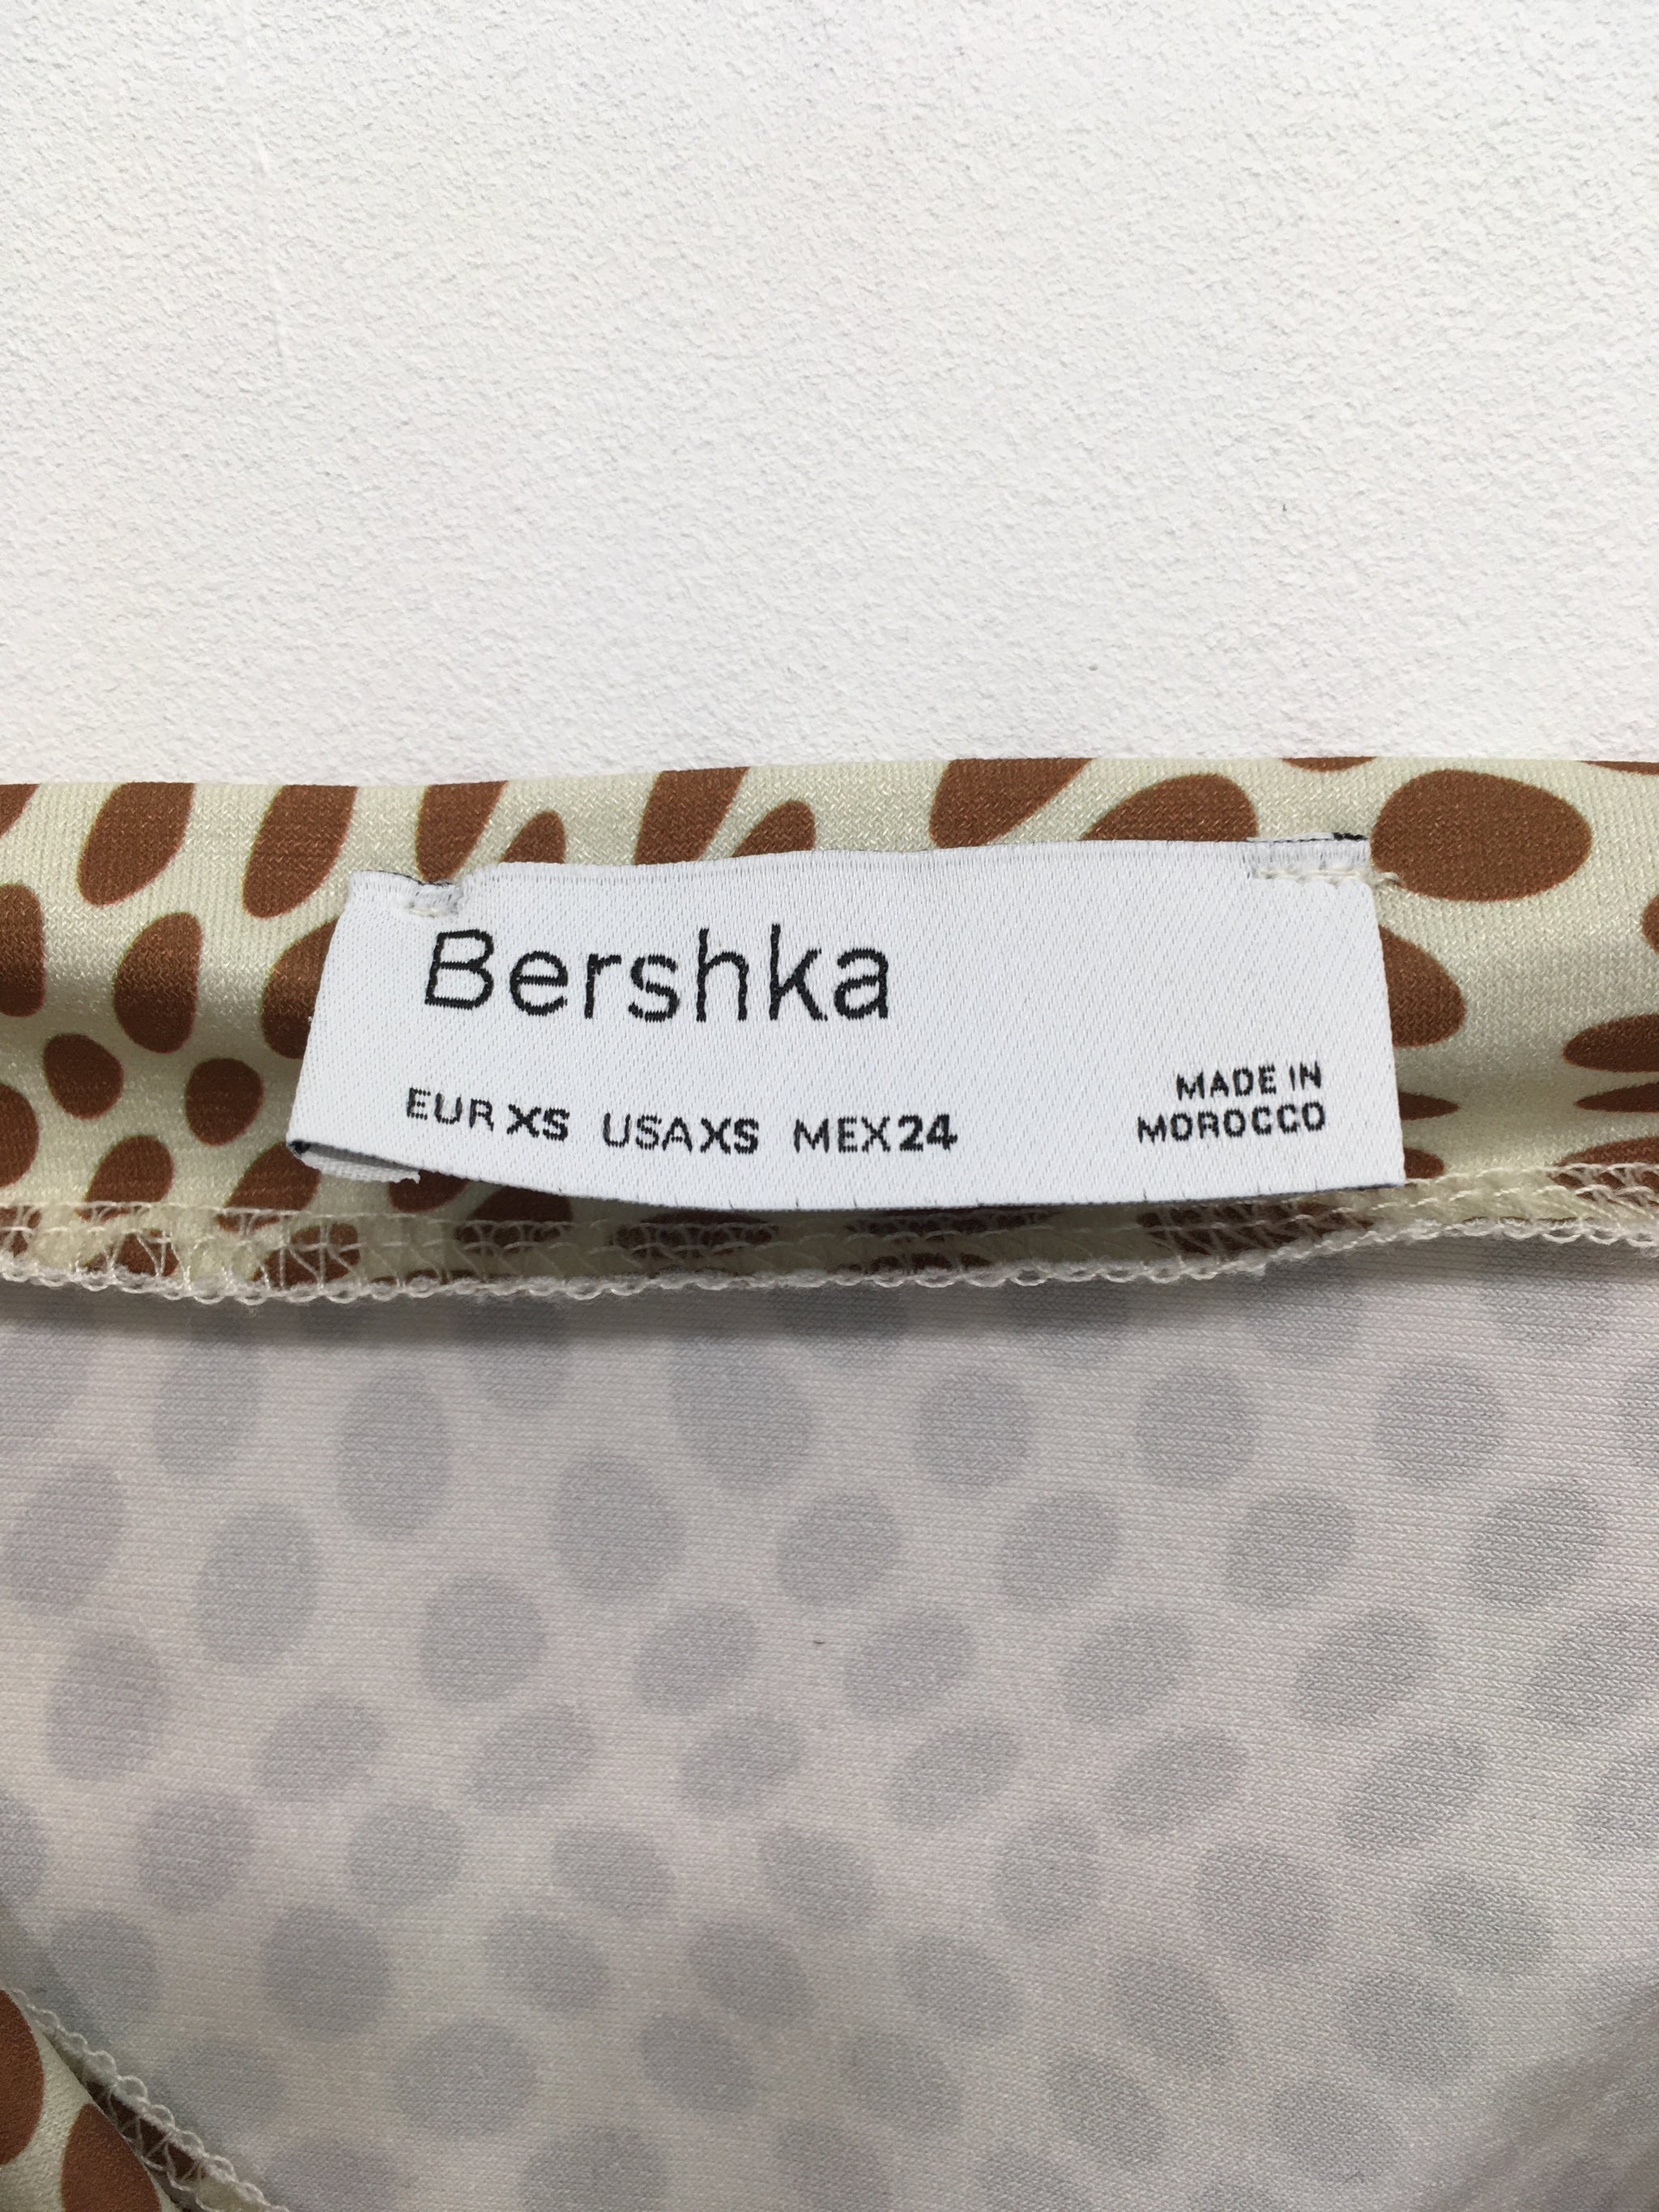 Bershka
EUR XS USA XS MEX 24
MADE IN
MOROCCO